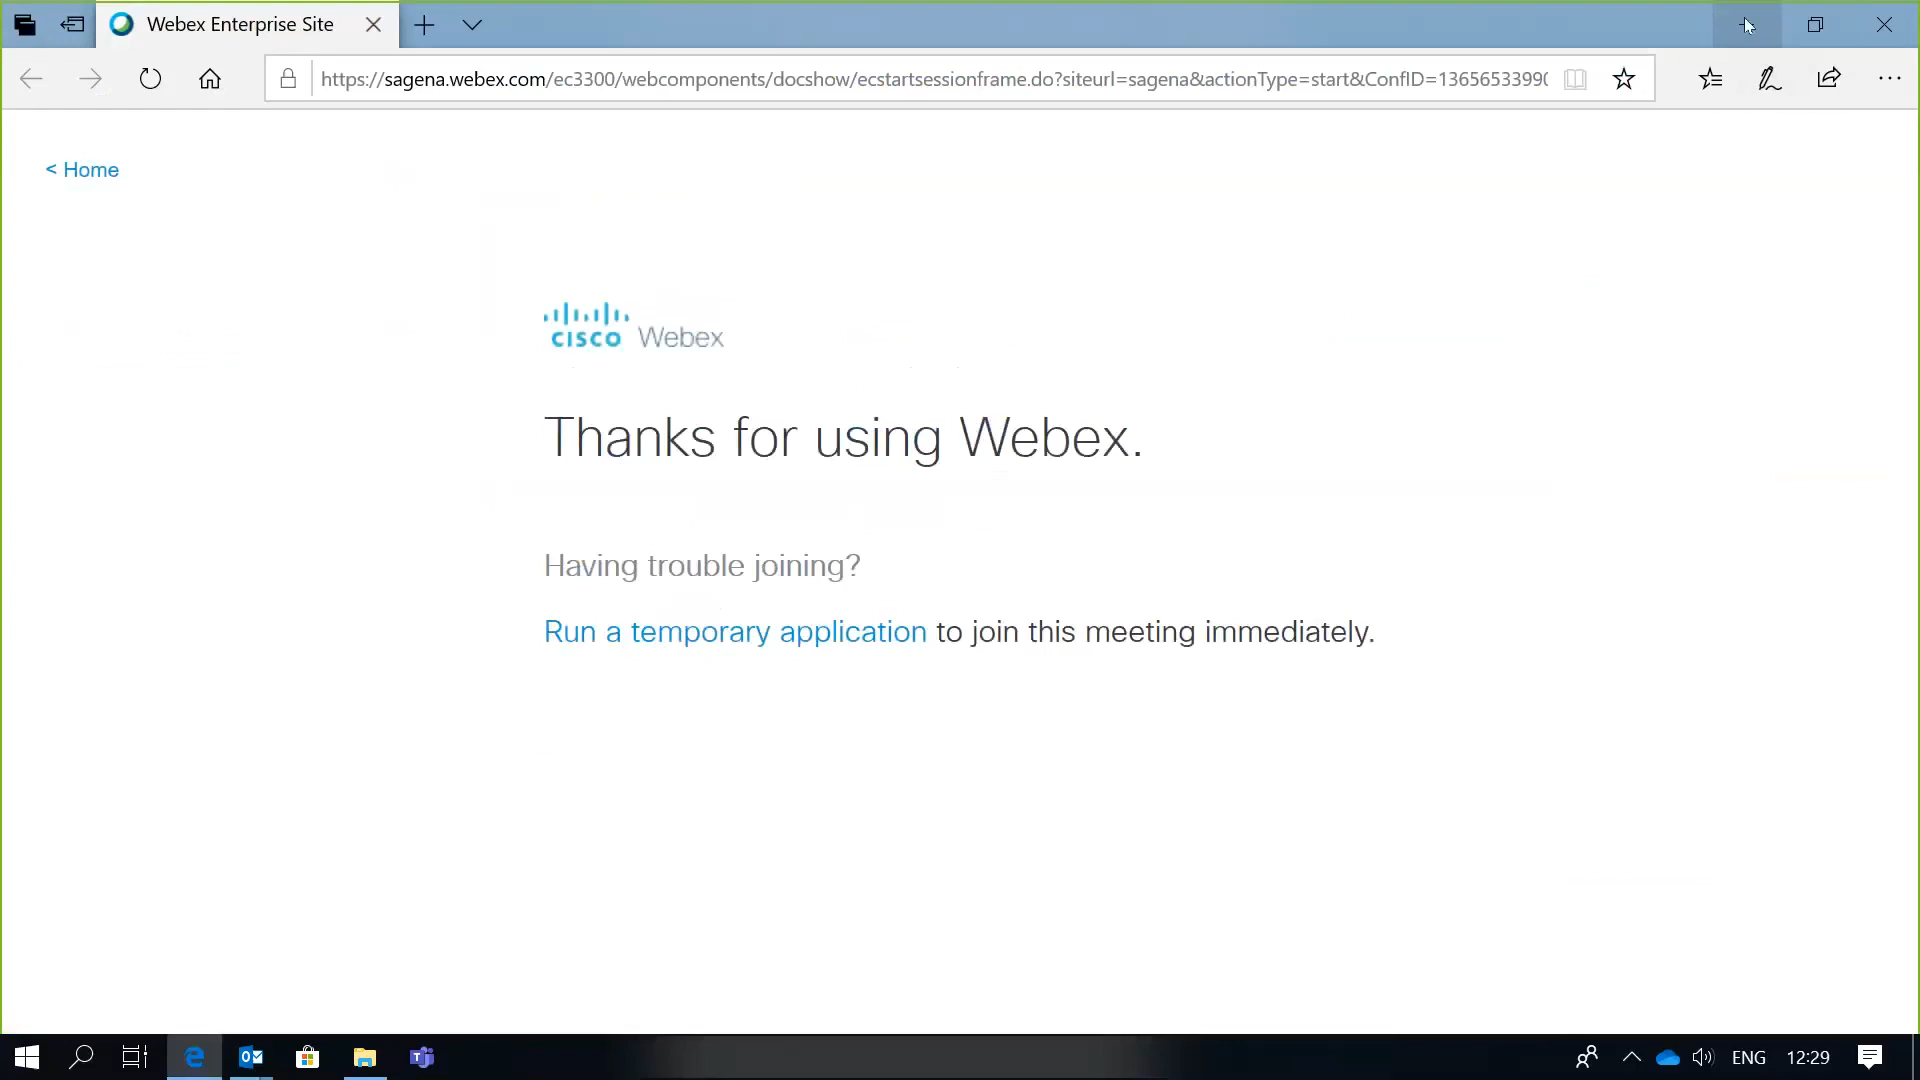 Webex Enterprise Site
https://sagena.webex.com/ec3300/webcomponents/docshow/ecstartsessionframe.do?siteurl=sagena&actionType=start&ConfID=1365653399(
< Home
CISCO Webex
Thanks for using Webex.
Having trouble joining?
Run a temporary application to join this meeting immediately.
ENG 12:29